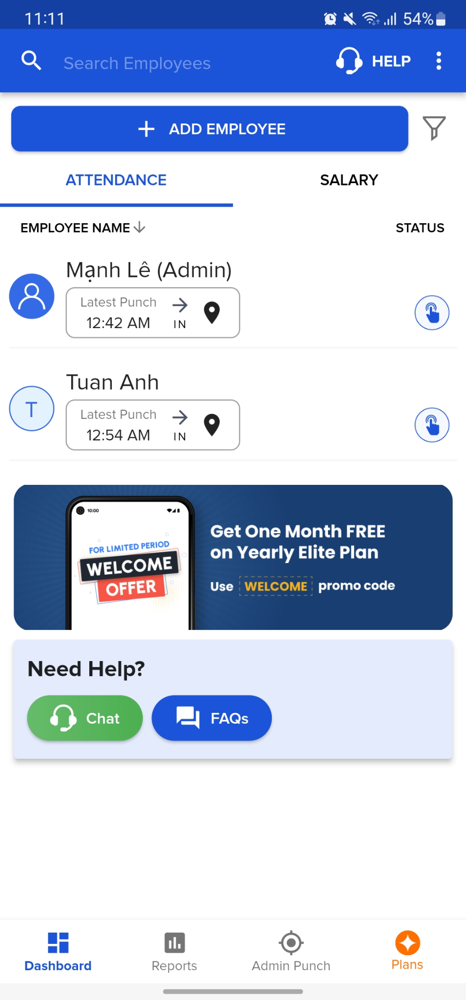 11:11
54%
Search Employees
HELP
ADD EMPLOYEE
ATTENDANCE
SALARY
EMPLOYEE NAME
STATUS
Mạnh Lê (Admin)
Latest Punch
12:42 AM
IN
T
Tuan Anh
Latest Punch
12:54 AM
IN
10:00
FOR LIMITED PERIOD
WELCOME
OFFER
Get One Month FREE
on Yearly Elite Plan
Use WELCOME promo code
Need Help?
Chat
FAQs
Dashboard
Reports
Admin Punch
Plans